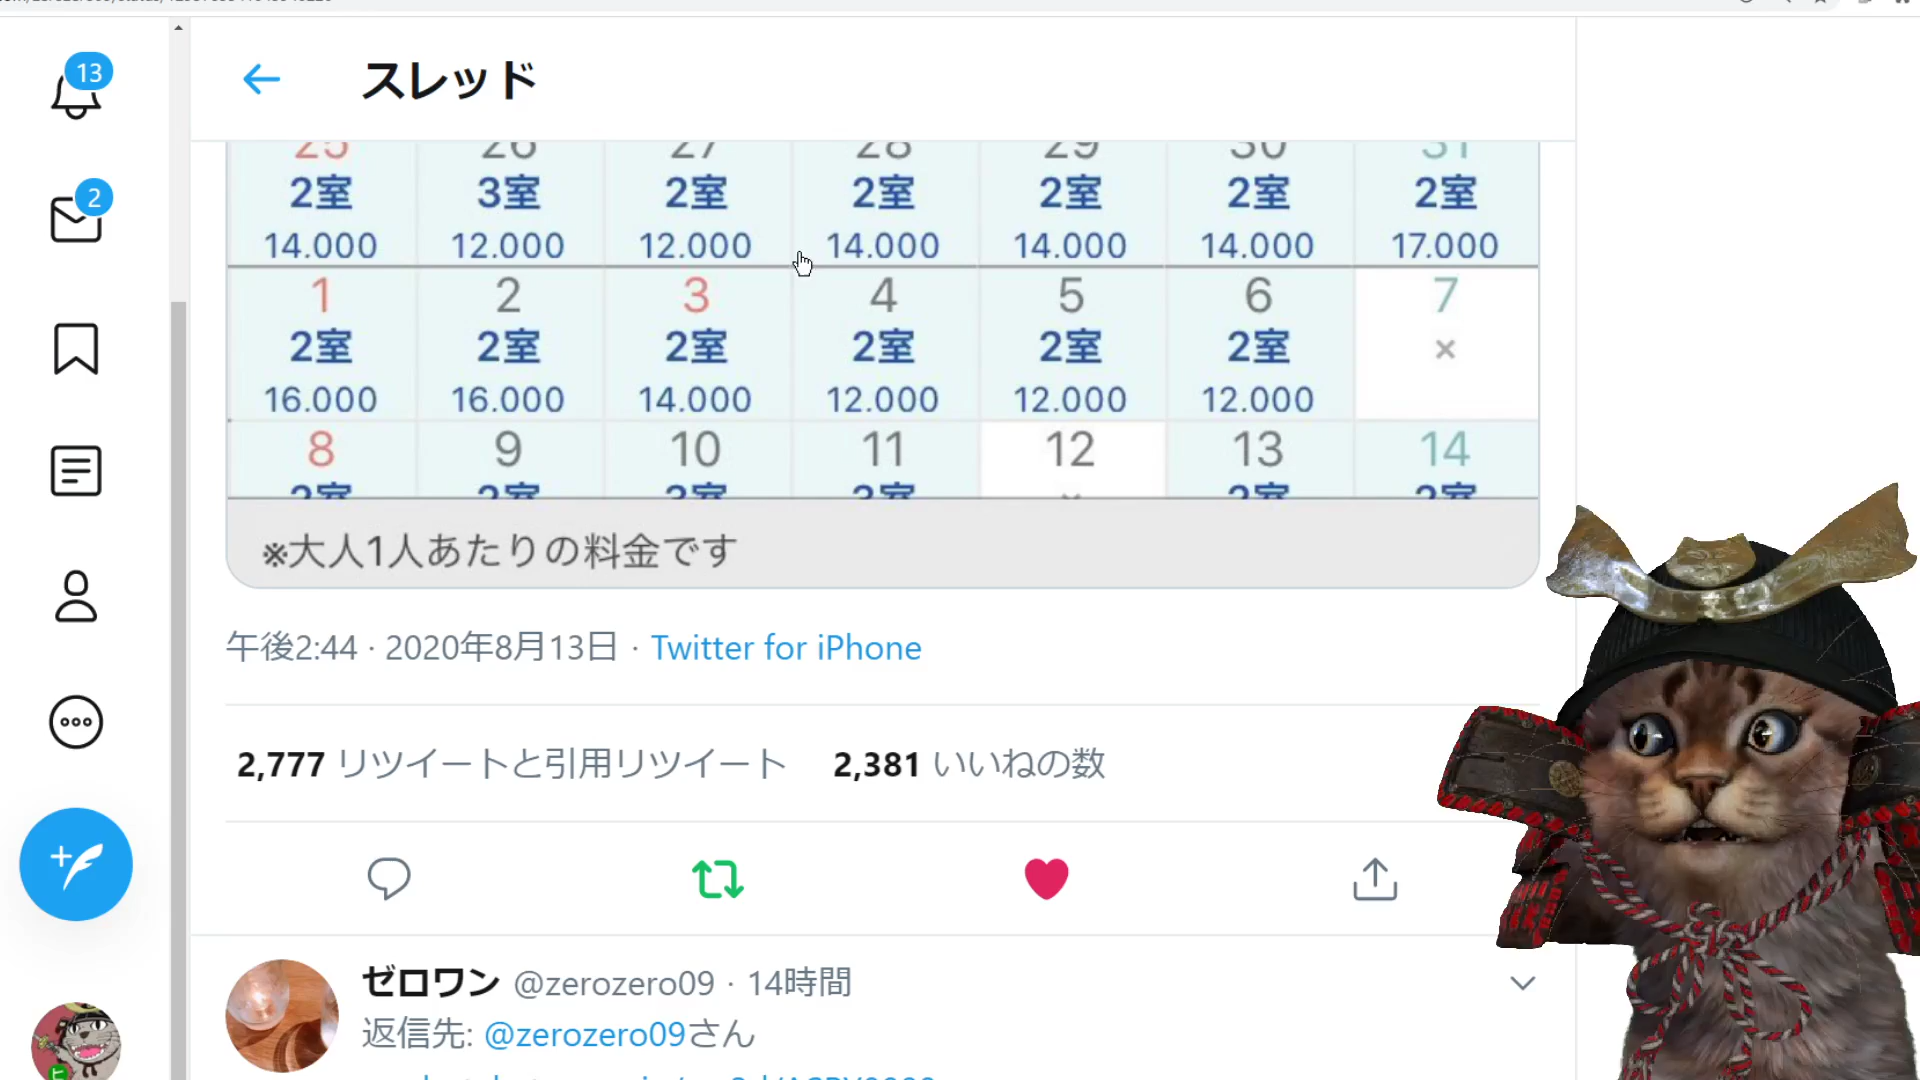 13
スレッド
25 26 27 28 29 30 31
2室 3室 2室 2室 2室 2室 2室
14.000 12.000 12.000 14.000 14.000 14.000 17.000
1 2 3 4 5 6 7
2室 2室 2室 2室 2室 2室 ×
16.000 16.000 14.000 12.000 12.000 12.000
8 9 10 11 12 13 14
※大人1人あたりの料金です
2
午後2:44 · 2020年8月13日 · Twitter for iPhone
2,777 リツイートと引用リツイート 2,381 いいねの数
ゼロワン @zerozero09 · 14時間
返信先: @zerozero09さん